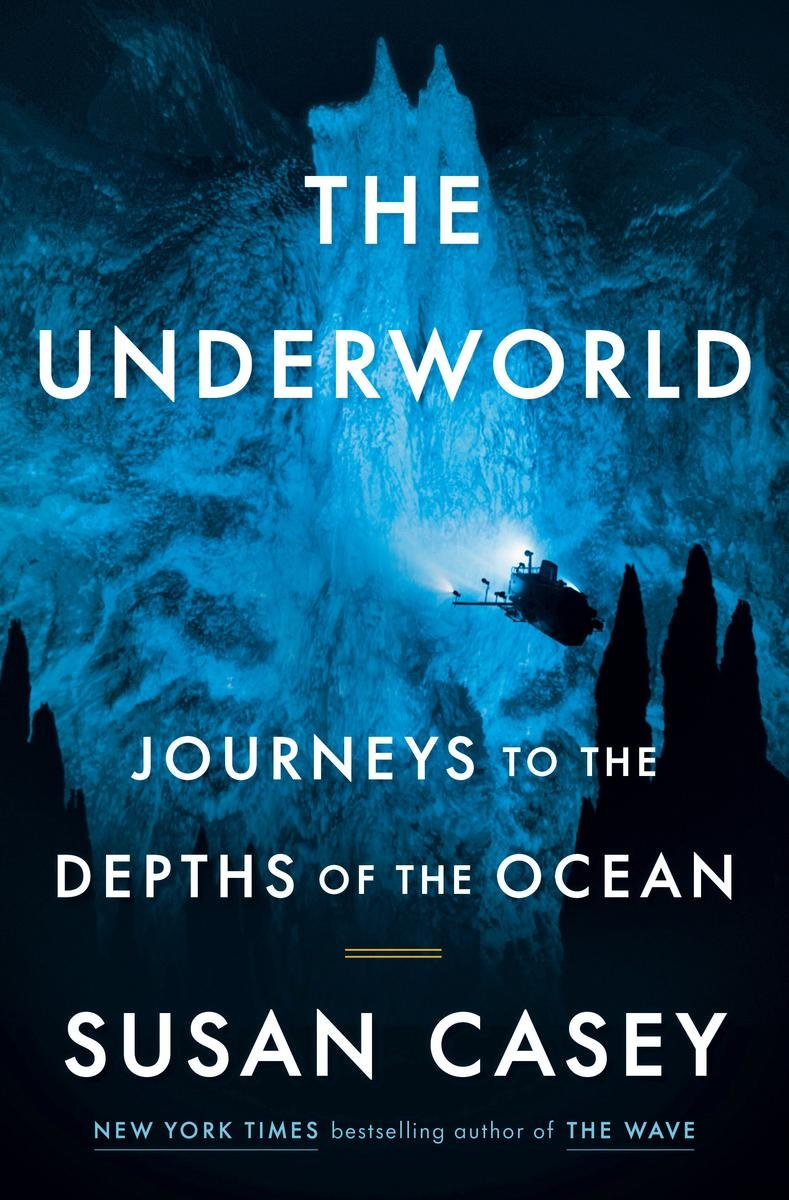 THE
UNDERWORLD
JOURNEYS TO THE
DEPTHS OF THE OCEAN
SUSAN CASEY
NEW YORK TIMES bestselling author of THE WAVE